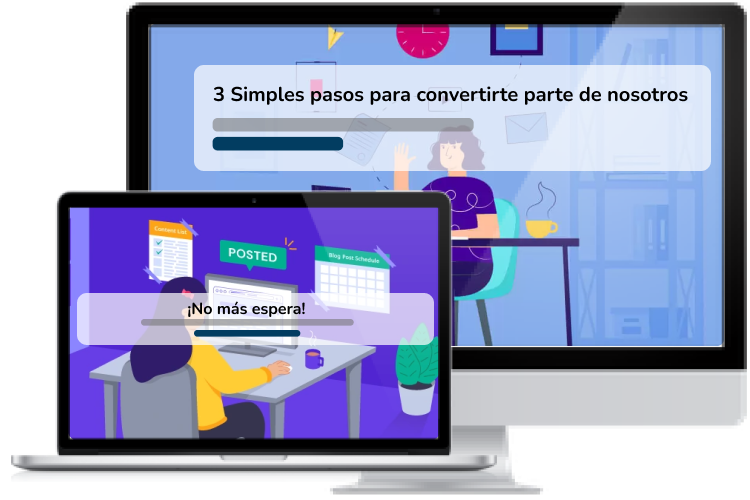 3 Simples pasos para convertirte parte de nosotros
Content List
POSTED
Blog Post Schedule
¡No más espera!